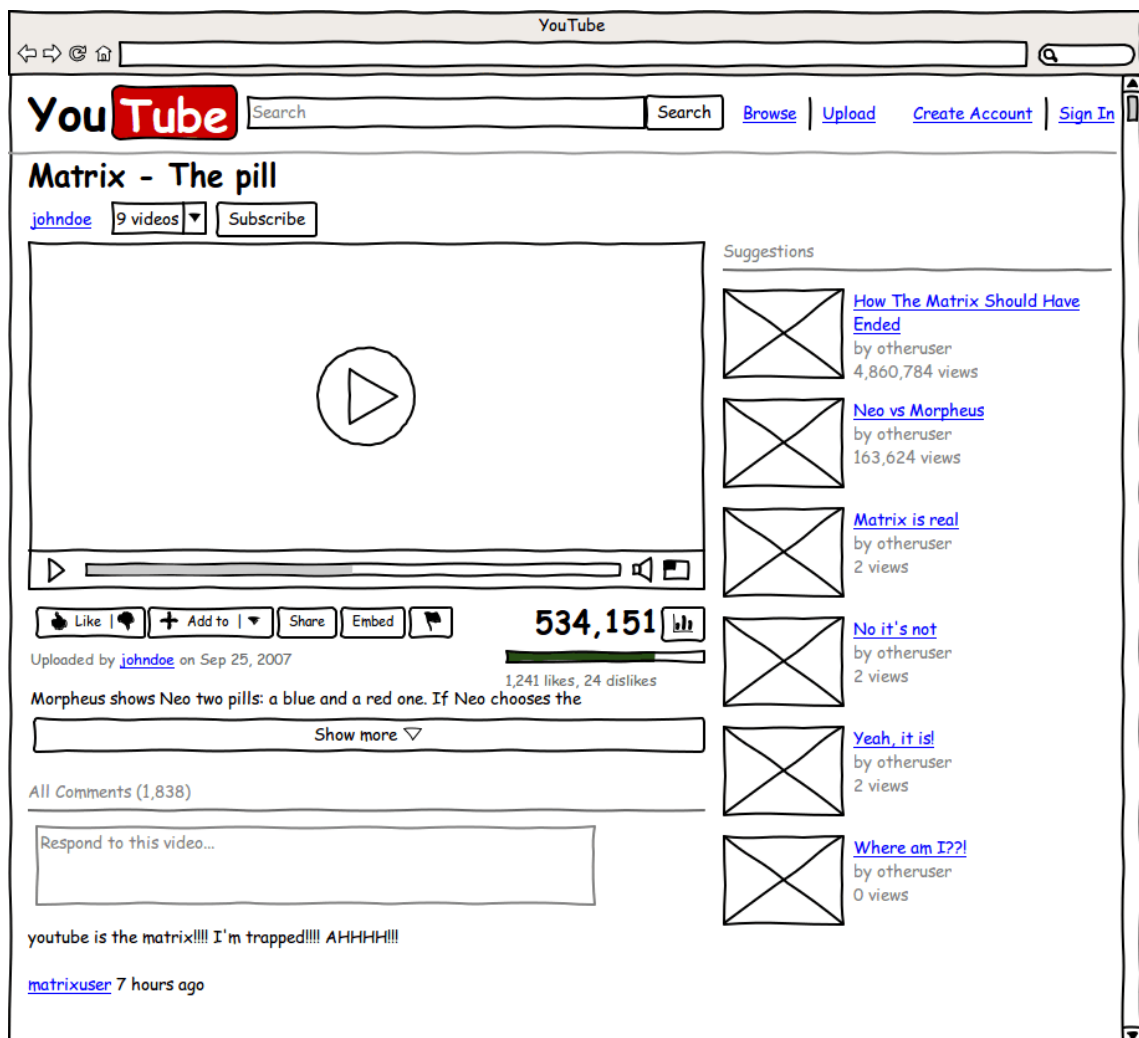 YouTube
You Tube
Search
Search
Browse
Upload
Create Account
Sign In
Matrix - The pill
johndoe
9 videos
Subscribe
Like
Add to
Share
Embed
534,151
Uploaded by johndoe on Sep 25, 2007
1,241 likes, 24 dislikes
Morpheus shows Neo two pills: a blue and a red one. If Neo chooses the
Show more
All Comments (1,838)
Respond to this video...
youtube is the matrix!!!! I'm trapped!!!! AHHHH!!!
matrixuser 7 hours ago
Suggestions
How The Matrix Should Have
Ended
by otheruser
4,860,784 views
Neo vs Morpheus
by otheruser
163,624 views
Matrix is real
by otheruser
2 views
No it's not
by otheruser
2 views
Yeah, it is!
by otheruser
2 views
Where am I??!
by otheruser
0 views